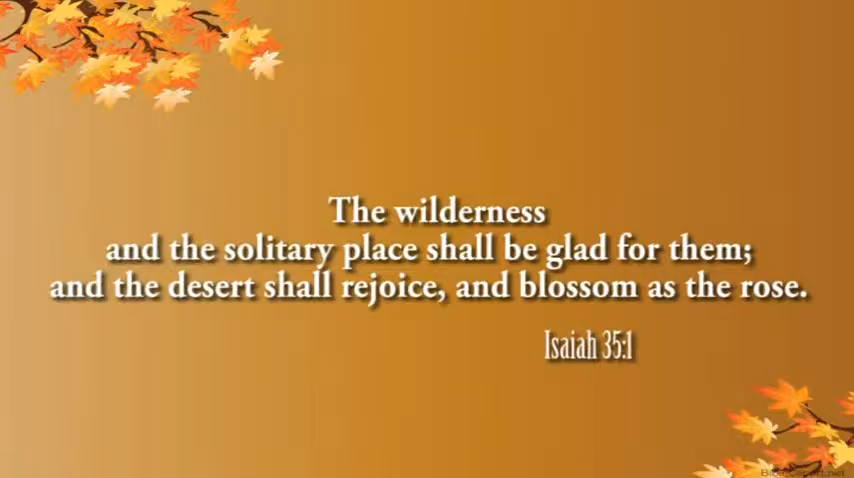 The wilderness
and the solitary place shall be glad for them;
and the desert shall rejoice, and blossom as the rose.
Isaiah 35:1